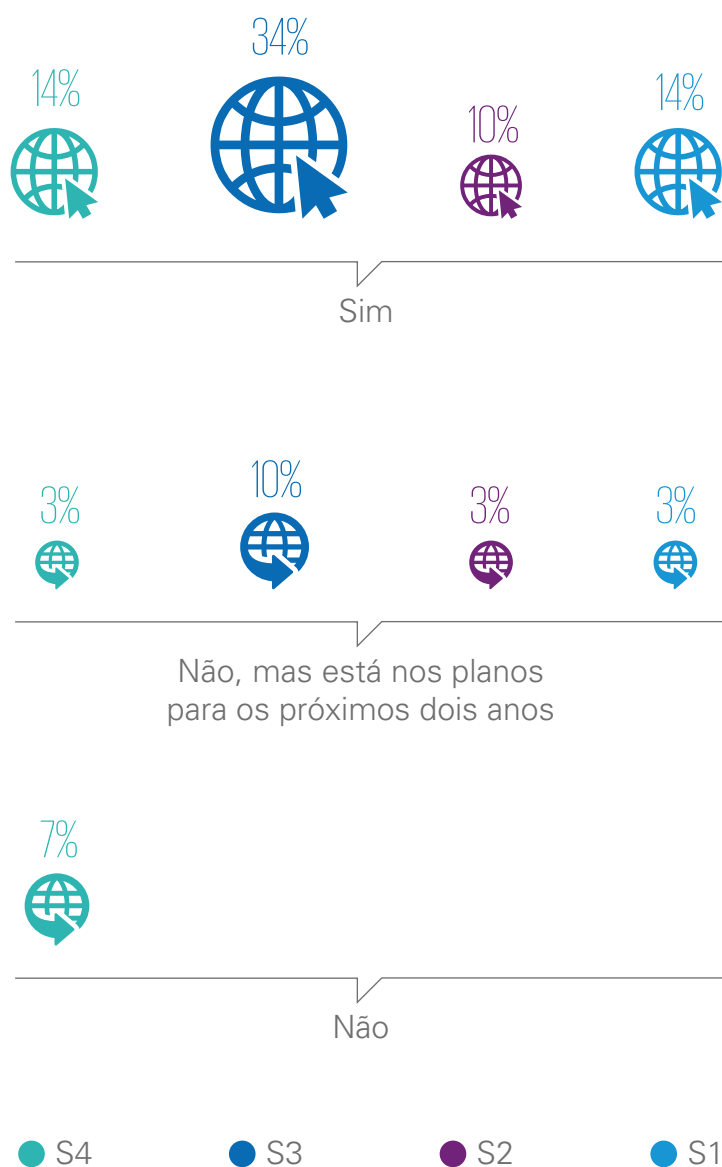 14% 34% 10% 14%
Sim
3% 10% 3% 3%
Não, mas está nos planos
para os próximos dois anos
7%
Não
S4 S3 S2 S1